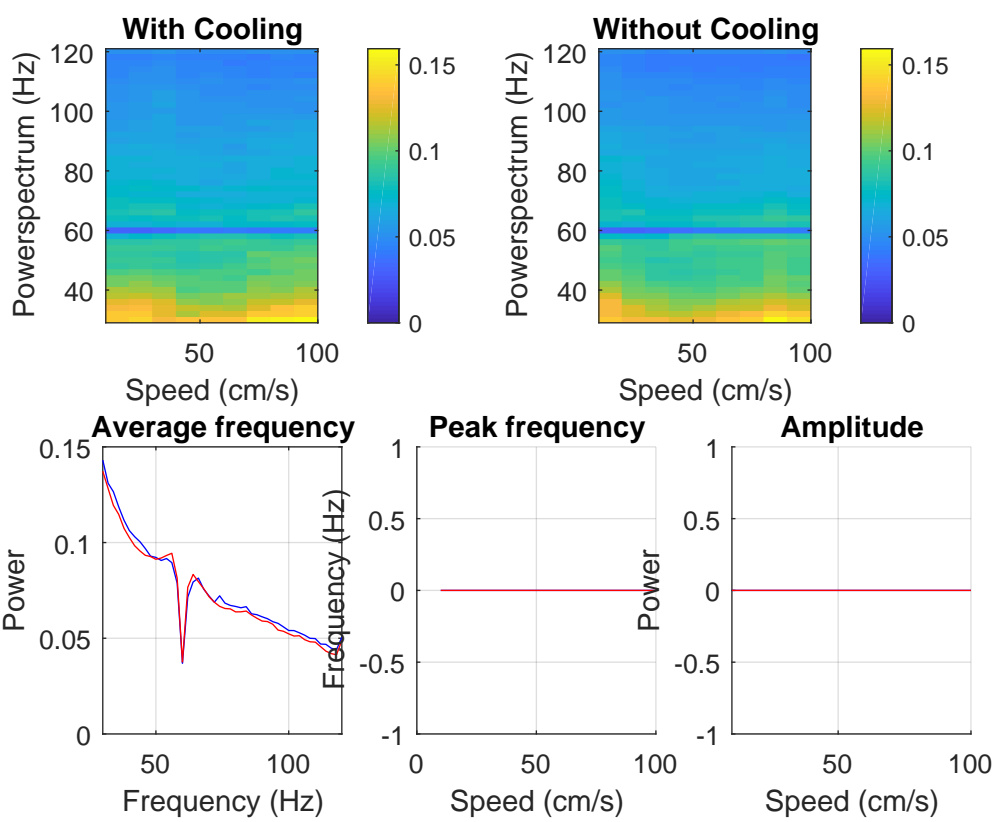 With Cooling
Without Cooling
Powerspectrum (Hz)
120
100
80
60
40
50
100
Speed (cm/s)
0.15
0.1
0.05
0
Powerspectrum (Hz)
120
100
80
60
40
50
100
Speed (cm/s)
0.15
0.1
0.05
0
Average frequency
Power
0.15
0.1
0.05
0
50
100
Frequency (Hz)
Peak frequency
Frequency (Hz)
1
0.5
0
-0.5
-1
0
50
100
Speed (cm/s)
Amplitude
Power
1
0.5
0
-0.5
-1
50
100
Speed (cm/s)